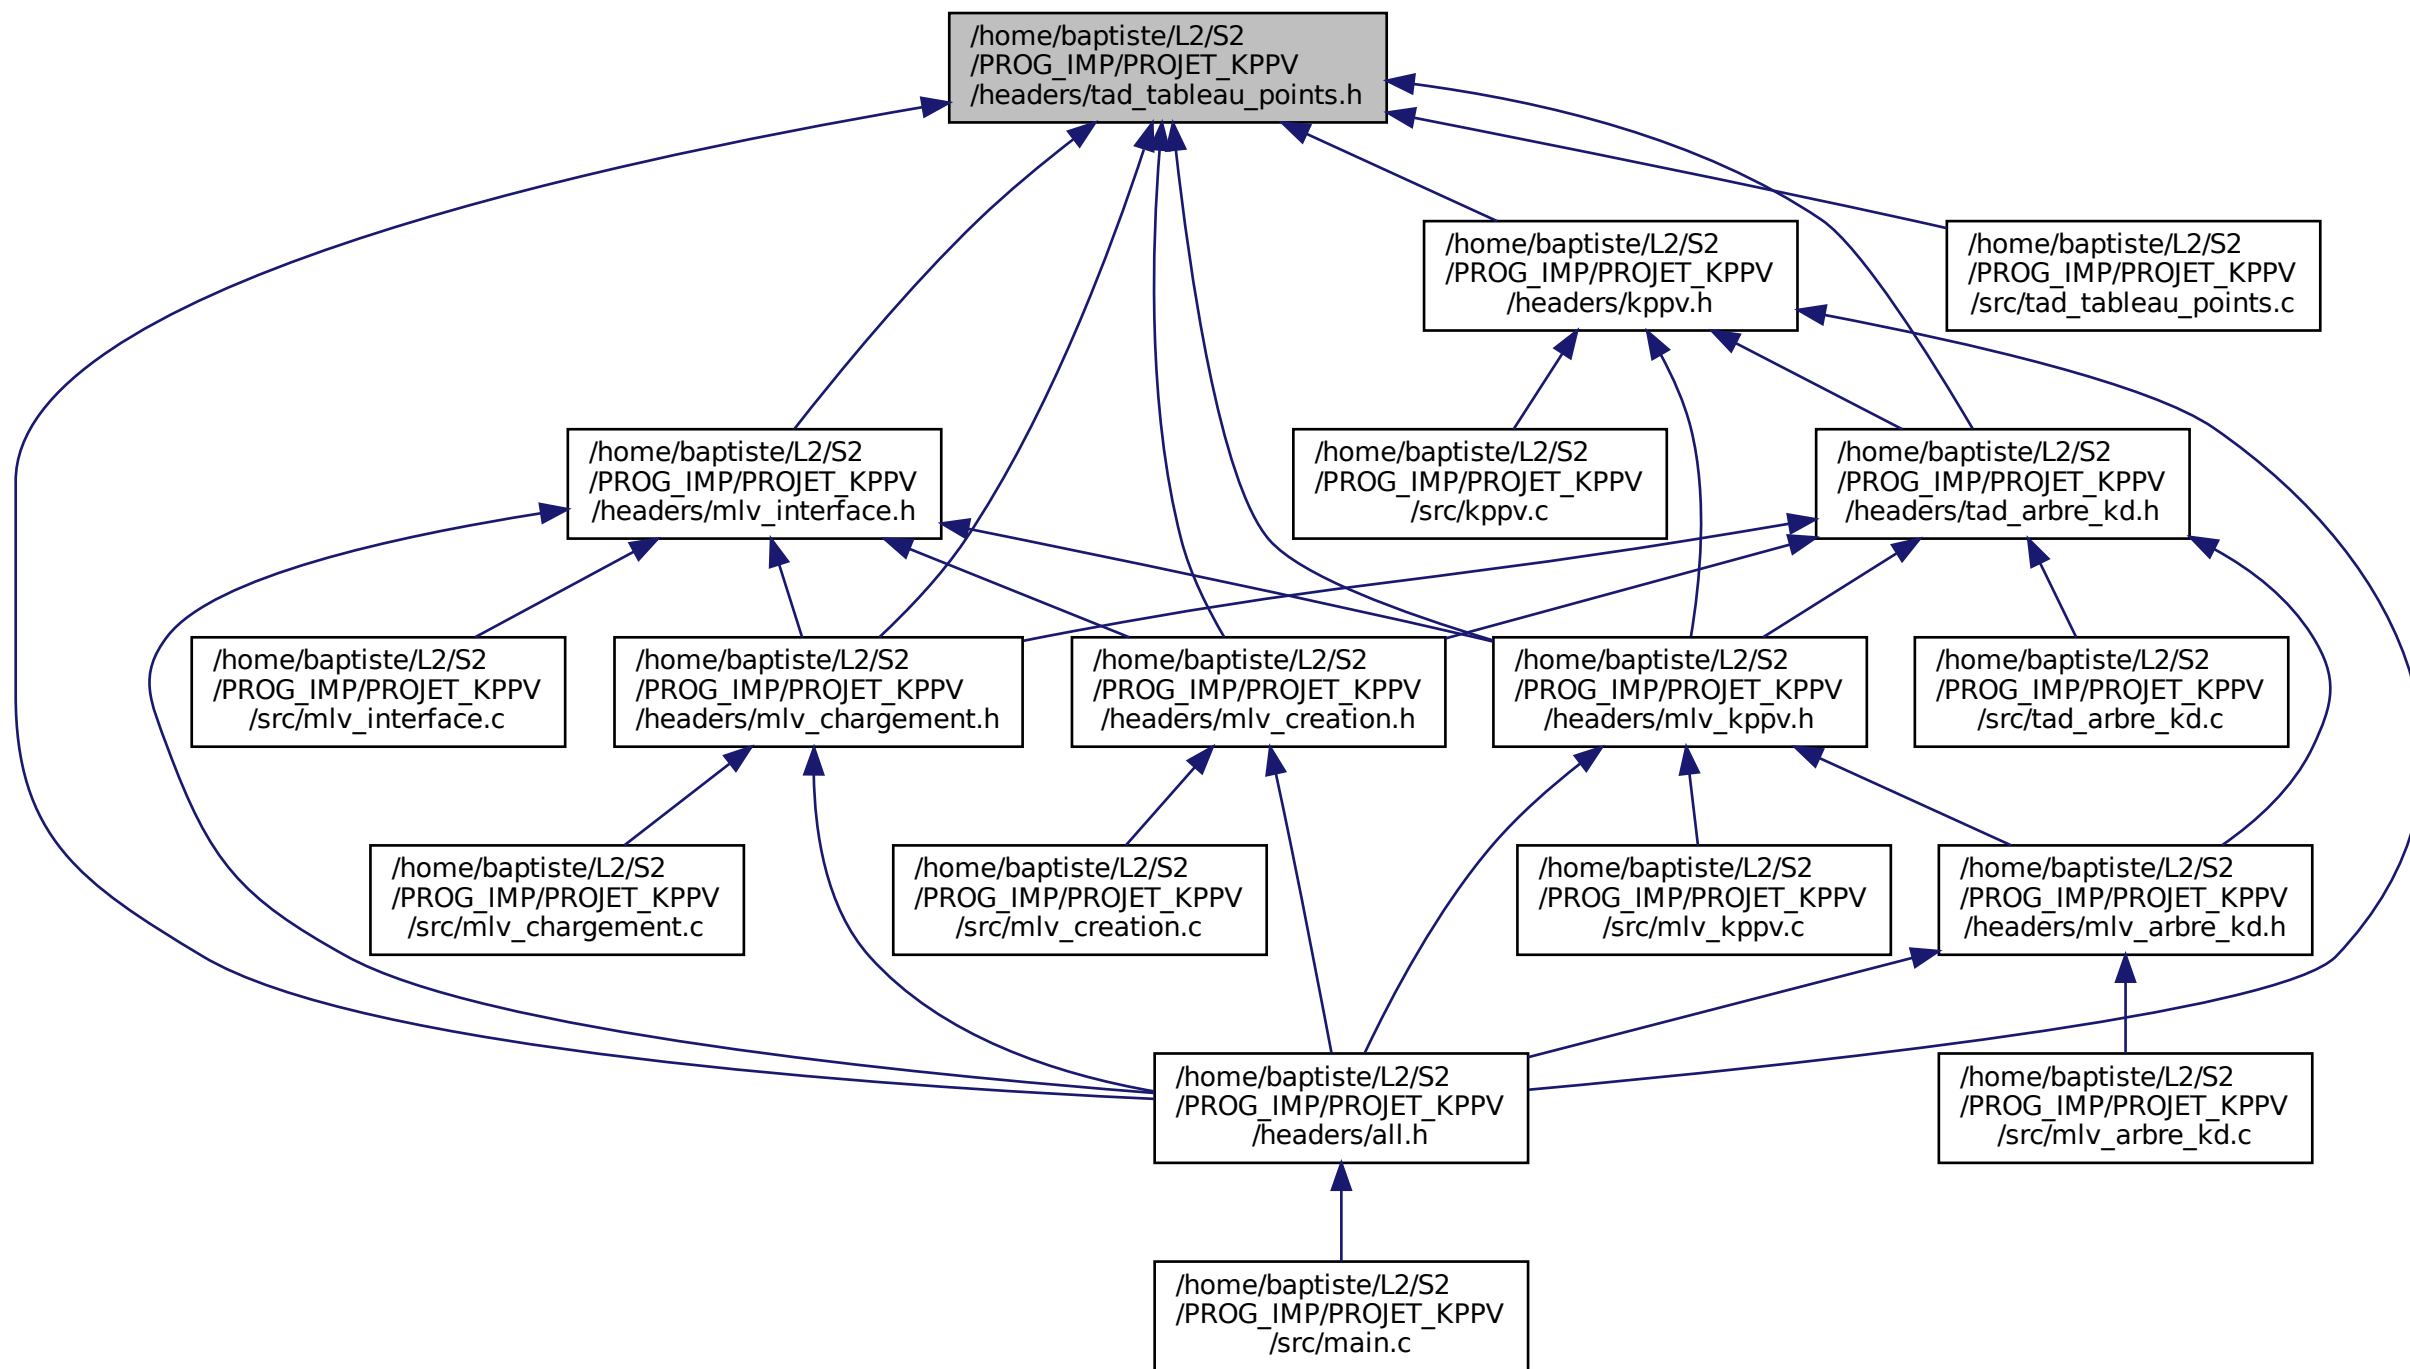 /home/baptiste/L2/S2
/PROG_IMP/PROJET_KPPV
/headers/tad_tableau_points.h
/home/baptiste/L2/S2
/PROG_IMP/PROJET_KPPV
/headers/kppv.h
/home/baptiste/L2/S2
/PROG_IMP/PROJET_KPPV
/src/tad_tableau_points.c
/home/baptiste/L2/S2
/PROG_IMP/PROJET_KPPV
/headers/mlv_interface.h
/home/baptiste/L2/S2
/PROG_IMP/PROJET_KPPV
/src/kppv.c
/home/baptiste/L2/S2
/PROG_IMP/PROJET_KPPV
/headers/tad_arbre_kd.h
/home/baptiste/L2/S2
/PROG_IMP/PROJET_KPPV
/src/mlv_interface.c
/home/baptiste/L2/S2
/PROG_IMP/PROJET_KPPV
/headers/mlv_chargement.h
/home/baptiste/L2/S2
/PROG_IMP/PROJET_KPPV
/headers/mlv_creation.h
/home/baptiste/L2/S2
/PROG_IMP/PROJET_KPPV
/headers/mlv_kppv.h
/home/baptiste/L2/S2
/PROG_IMP/PROJET_KPPV
/src/tad_arbre_kd.c
/home/baptiste/L2/S2
/PROG_IMP/PROJET_KPPV
/src/mlv_chargement.c
/home/baptiste/L2/S2
/PROG_IMP/PROJET_KPPV
/src/mlv_creation.c
/home/baptiste/L2/S2
/PROG_IMP/PROJET_KPPV
/src/mlv_kppv.c
/home/baptiste/L2/S2
/PROG_IMP/PROJET_KPPV
/headers/mlv_arbre_kd.h
/home/baptiste/L2/S2
/PROG_IMP/PROJET_KPPV
/headers/all.h
/home/baptiste/L2/S2
/PROG_IMP/PROJET_KPPV
/src/mlv_arbre_kd.c
/home/baptiste/L2/S2
/PROG_IMP/PROJET_KPPV
/src/main.c